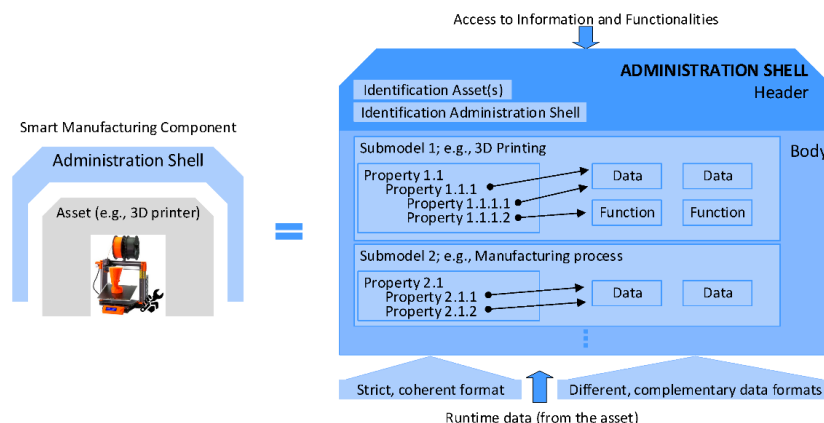 Access to Information and Functionalities
ADMINISTRATION SHELL
Header
Identification Asset(s)
Identification Administration Shell
Smart Manufacturing Component
Administration Shell
Asset (e.g., 3D printer)
=
Submodel 1; e.g., 3D Printing
Body
Property 1.1
Property 1.1.1
Property 1.1.1.1
Property 1.1.1.2
Data
Data
Function
Function
Submodel 2; e.g., Manufacturing process
Property 2.1
Property 2.1.1
Property 2.1.2
Data
Data
Strict, coherent format
Different, complementary data formats
Runtime data (from the asset)